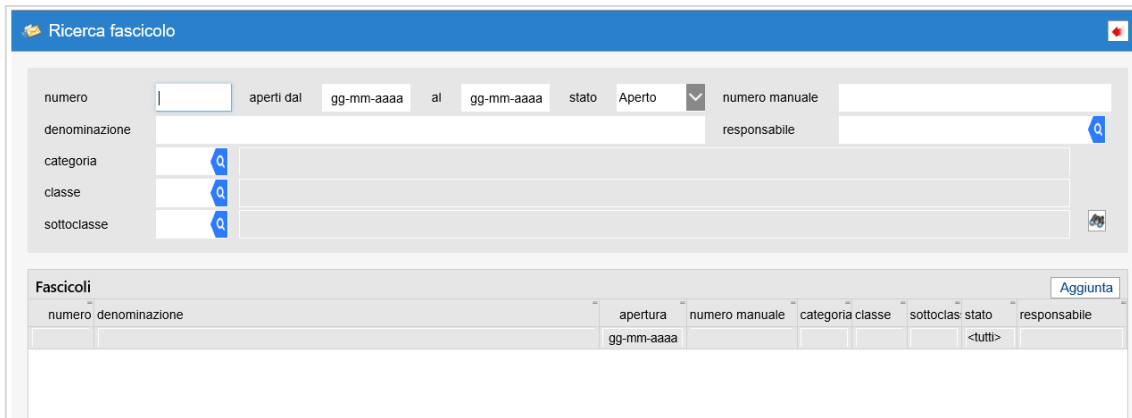 Ricerca fascicolo
numero aperti dal gg-mm-aaaa al gg-mm-aaaa stato Aperto numero manuale
denominazione responsabile
categoria
classe
sottoclasse
Fascicoli Aggiunta
numero denominazione apertura numero manuale categoria classe sottoclas stato responsabile
gg-mm-aaaa <tutti>